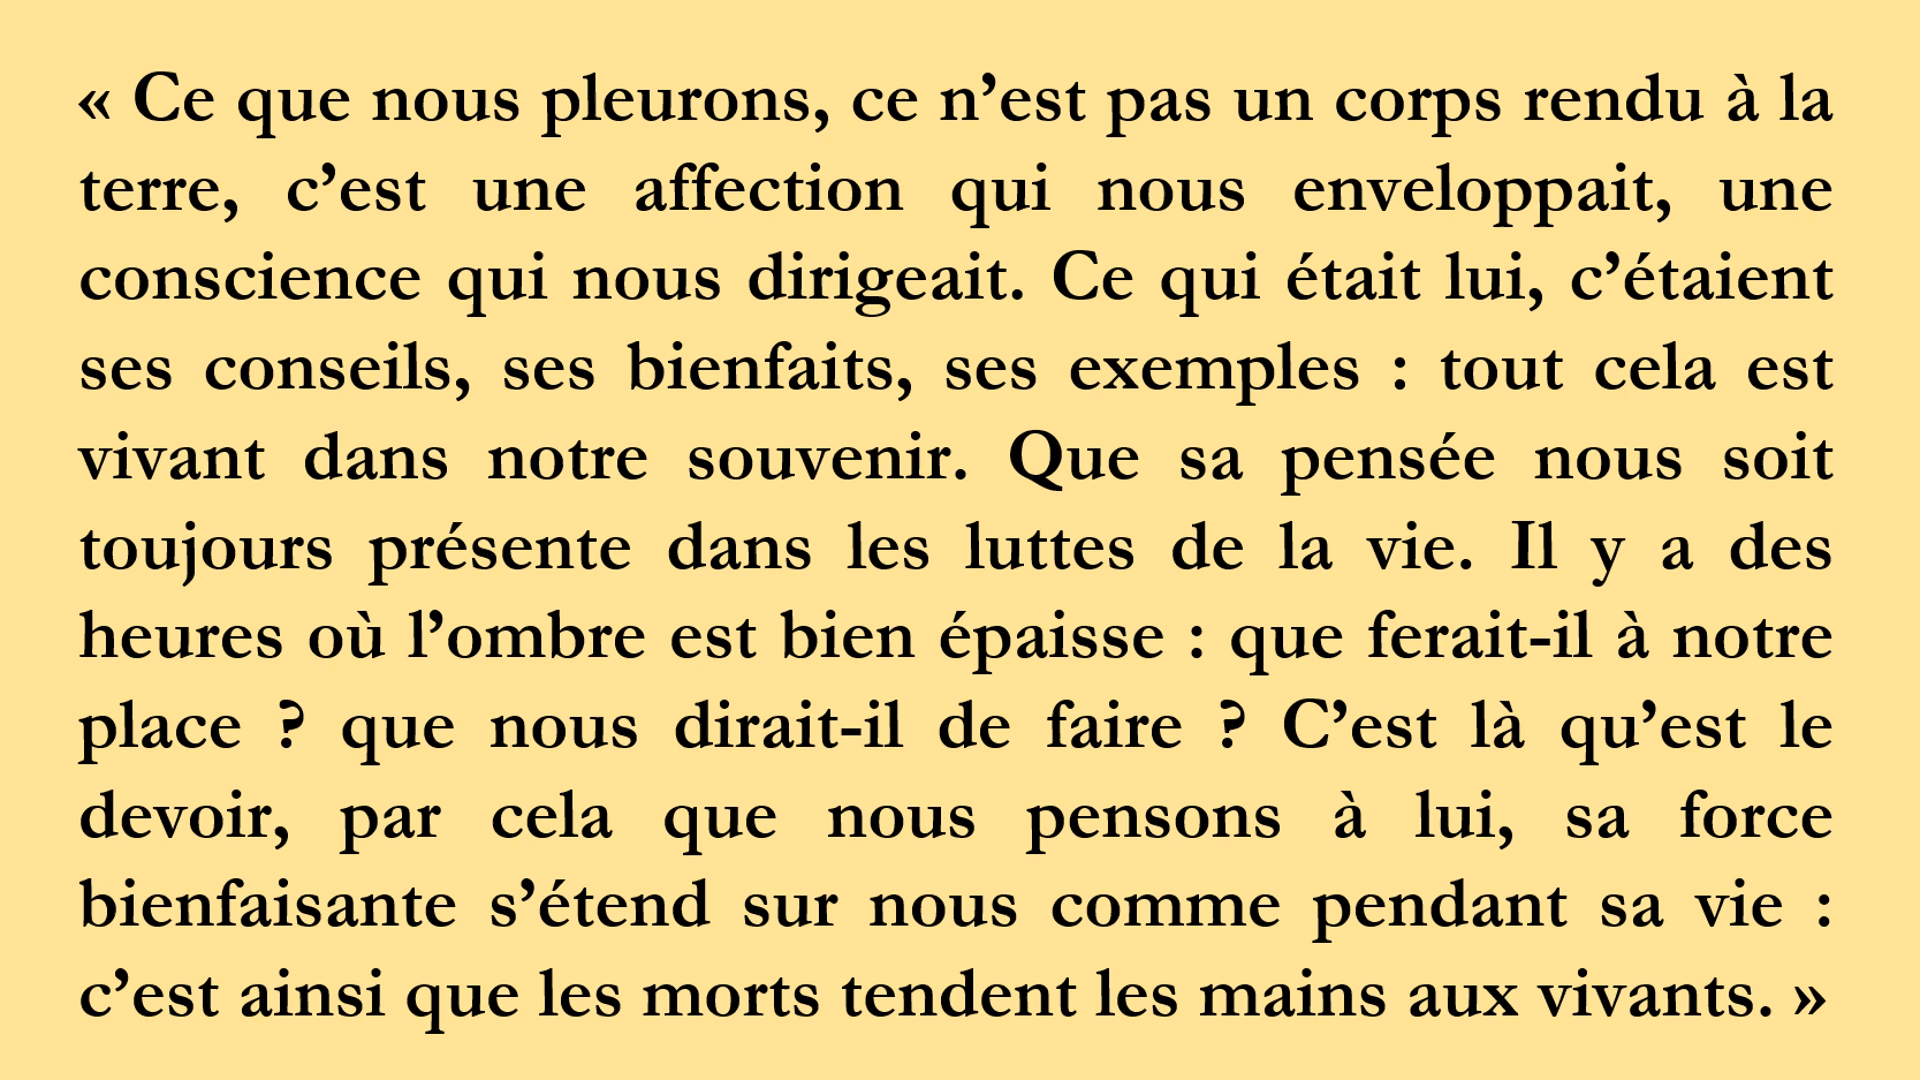 « Ce que nous pleurons, ce n’est pas un corps rendu à la
terre, c’est une affection qui nous enveloppait, une
conscience qui nous dirigeait. Ce qui était lui, c’étaient
ses conseils, ses bienfaits, ses exemples : tout cela est
vivant dans notre souvenir. Que sa pensée nous soit
toujours présente dans les luttes de la vie. Il y a des
heures où l’ombre est bien épaisse : que ferait-il à notre
place ? que nous dirait-il de faire ? C’est là qu’est le
devoir, par cela que nous pensons à lui, sa force
bienfaisante s’étend sur nous comme pendant sa vie :
c’est ainsi que les morts tendent les mains aux vivants. »